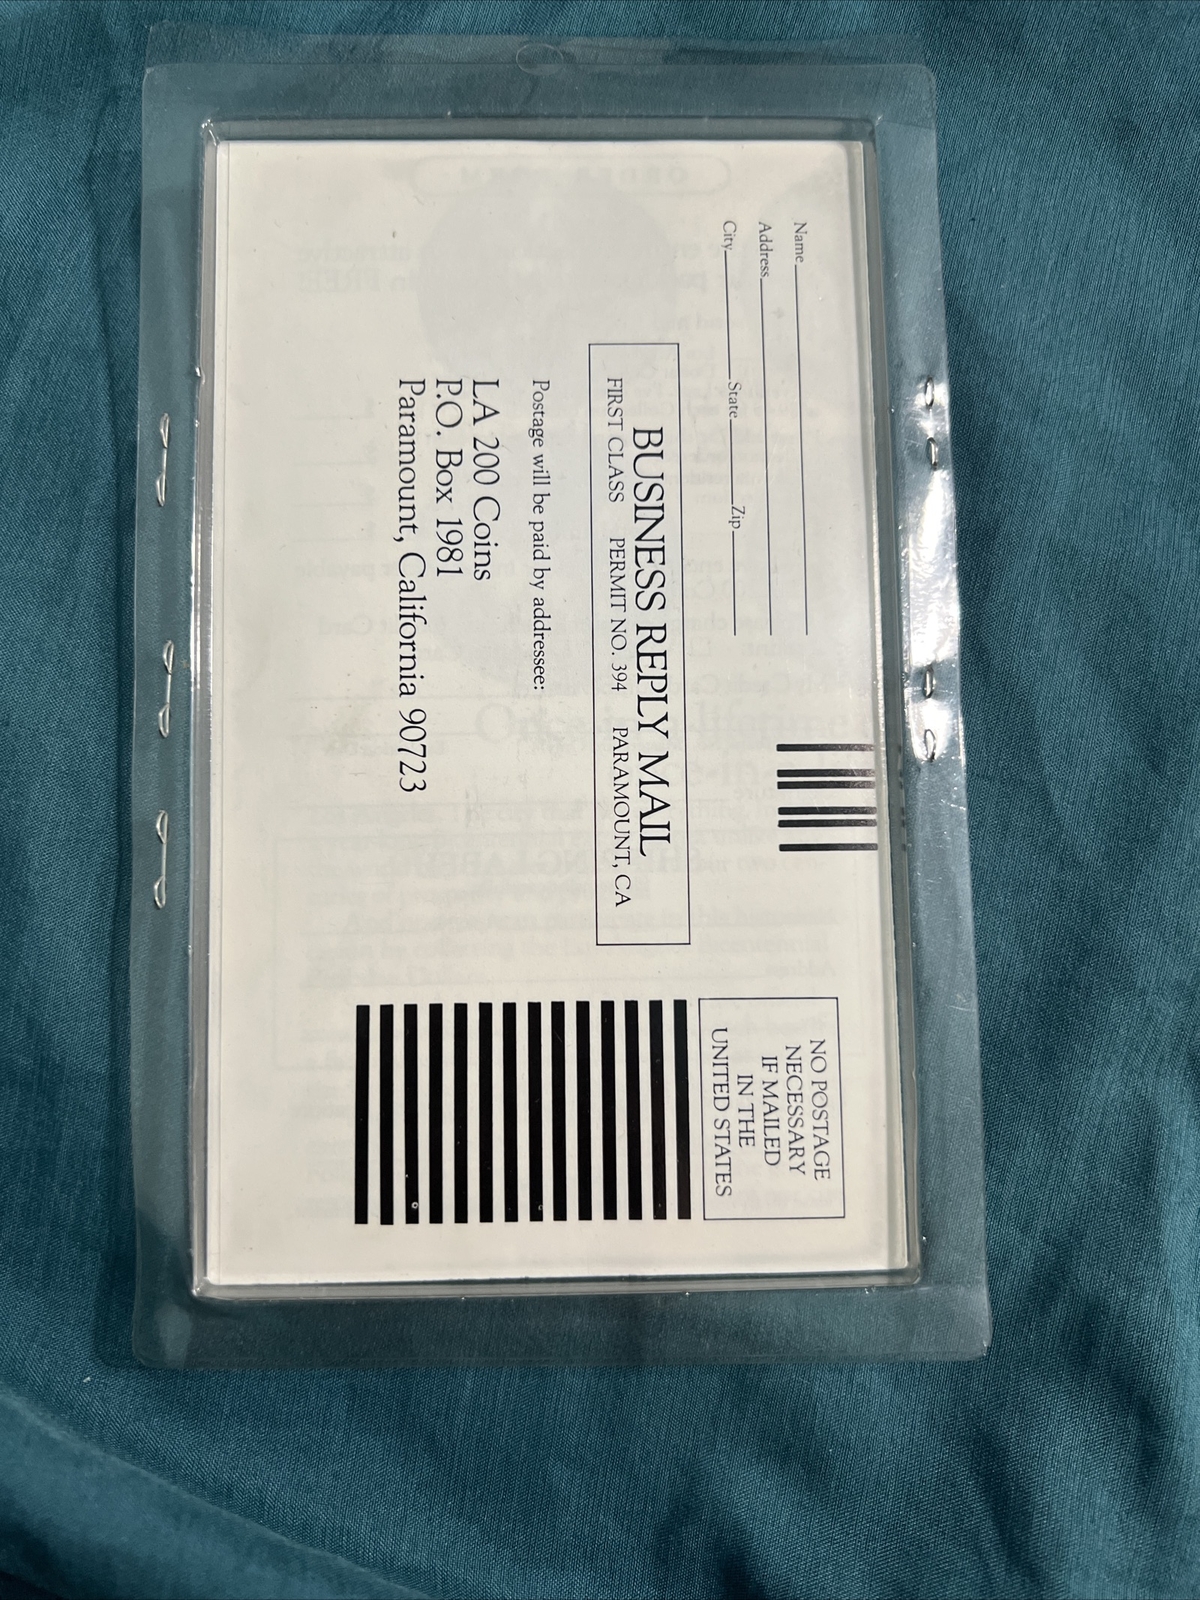 Name
Address
City State Zip
NO POSTAGE
NECESSARY
IF MAILED
IN THE
UNITED STATES
BUSINESS REPLY MAIL
FIRST CLASS PERMIT NO. 394 PARAMOUNT, CA
Postage will be paid by addressee:
LA 200 Coins
P.O. Box 1981
Paramount, California 90723